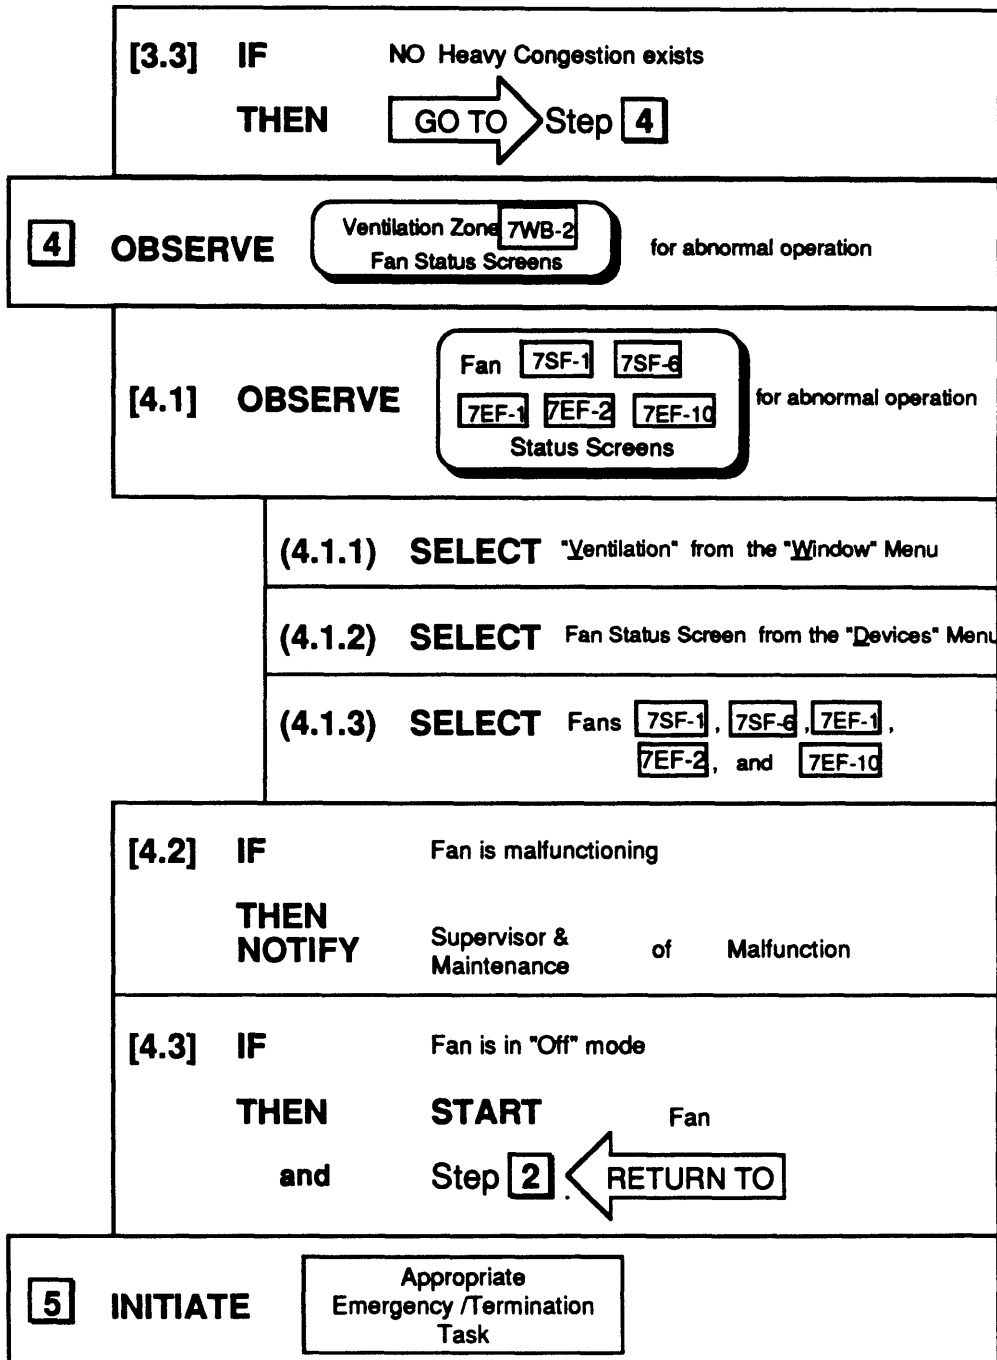 [3.3] IF NO Heavy Congestion exists
THEN GO TO Step 4
4 OBSERVE Ventilation Zone 7WB-2 for abnormal operation
Fan Status Screens
[4.1] OBSERVE Fan 7SF-1 7SF-6 for abnormal operation
7EF-1 7EF-2 7EF-10
Status Screens
(4.1.1) SELECT "Ventilation" from the "Window" Menu
(4.1.2) SELECT Fan Status Screen from the "Devices" Menu
(4.1.3) SELECT Fans 7SF-1 , 7SF-6 , 7EF-1 ,
7EF-2 , and 7EF-10
[4.2] IF Fan is malfunctioning
THEN
NOTIFY Supervisor & Maintenance of Malfunction
[4.3] IF Fan is in "Off" mode
THEN START Fan
and Step 2 RETURN TO
5 INITIATE Appropriate
Emergency /Termination
Task